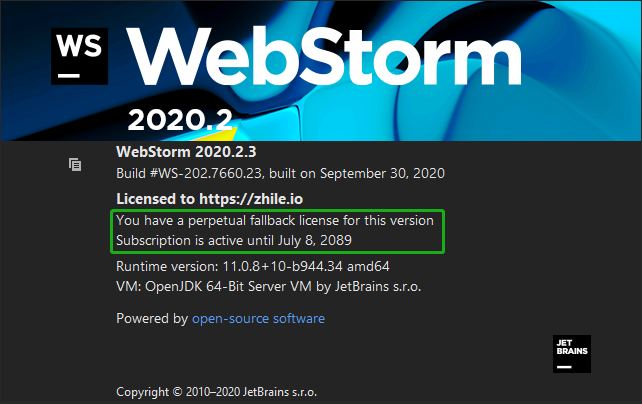 WS
WebStorm
2020.2
WebStorm 2020.2.3
Build #WS-202.7660.23, built on September 30, 2020
Licensed to https://zhile.io
You have a perpetual fallback license for this version
Subscription is active until July 8, 2089
Runtime version: 11.0.8+10-b944.34 amd64
VM: OpenJDK 64-Bit Server VM by JetBrains s.r.o.
Powered by open-source software
JET
BRAINS
Copyright © 2010–2020 JetBrains s.r.o.